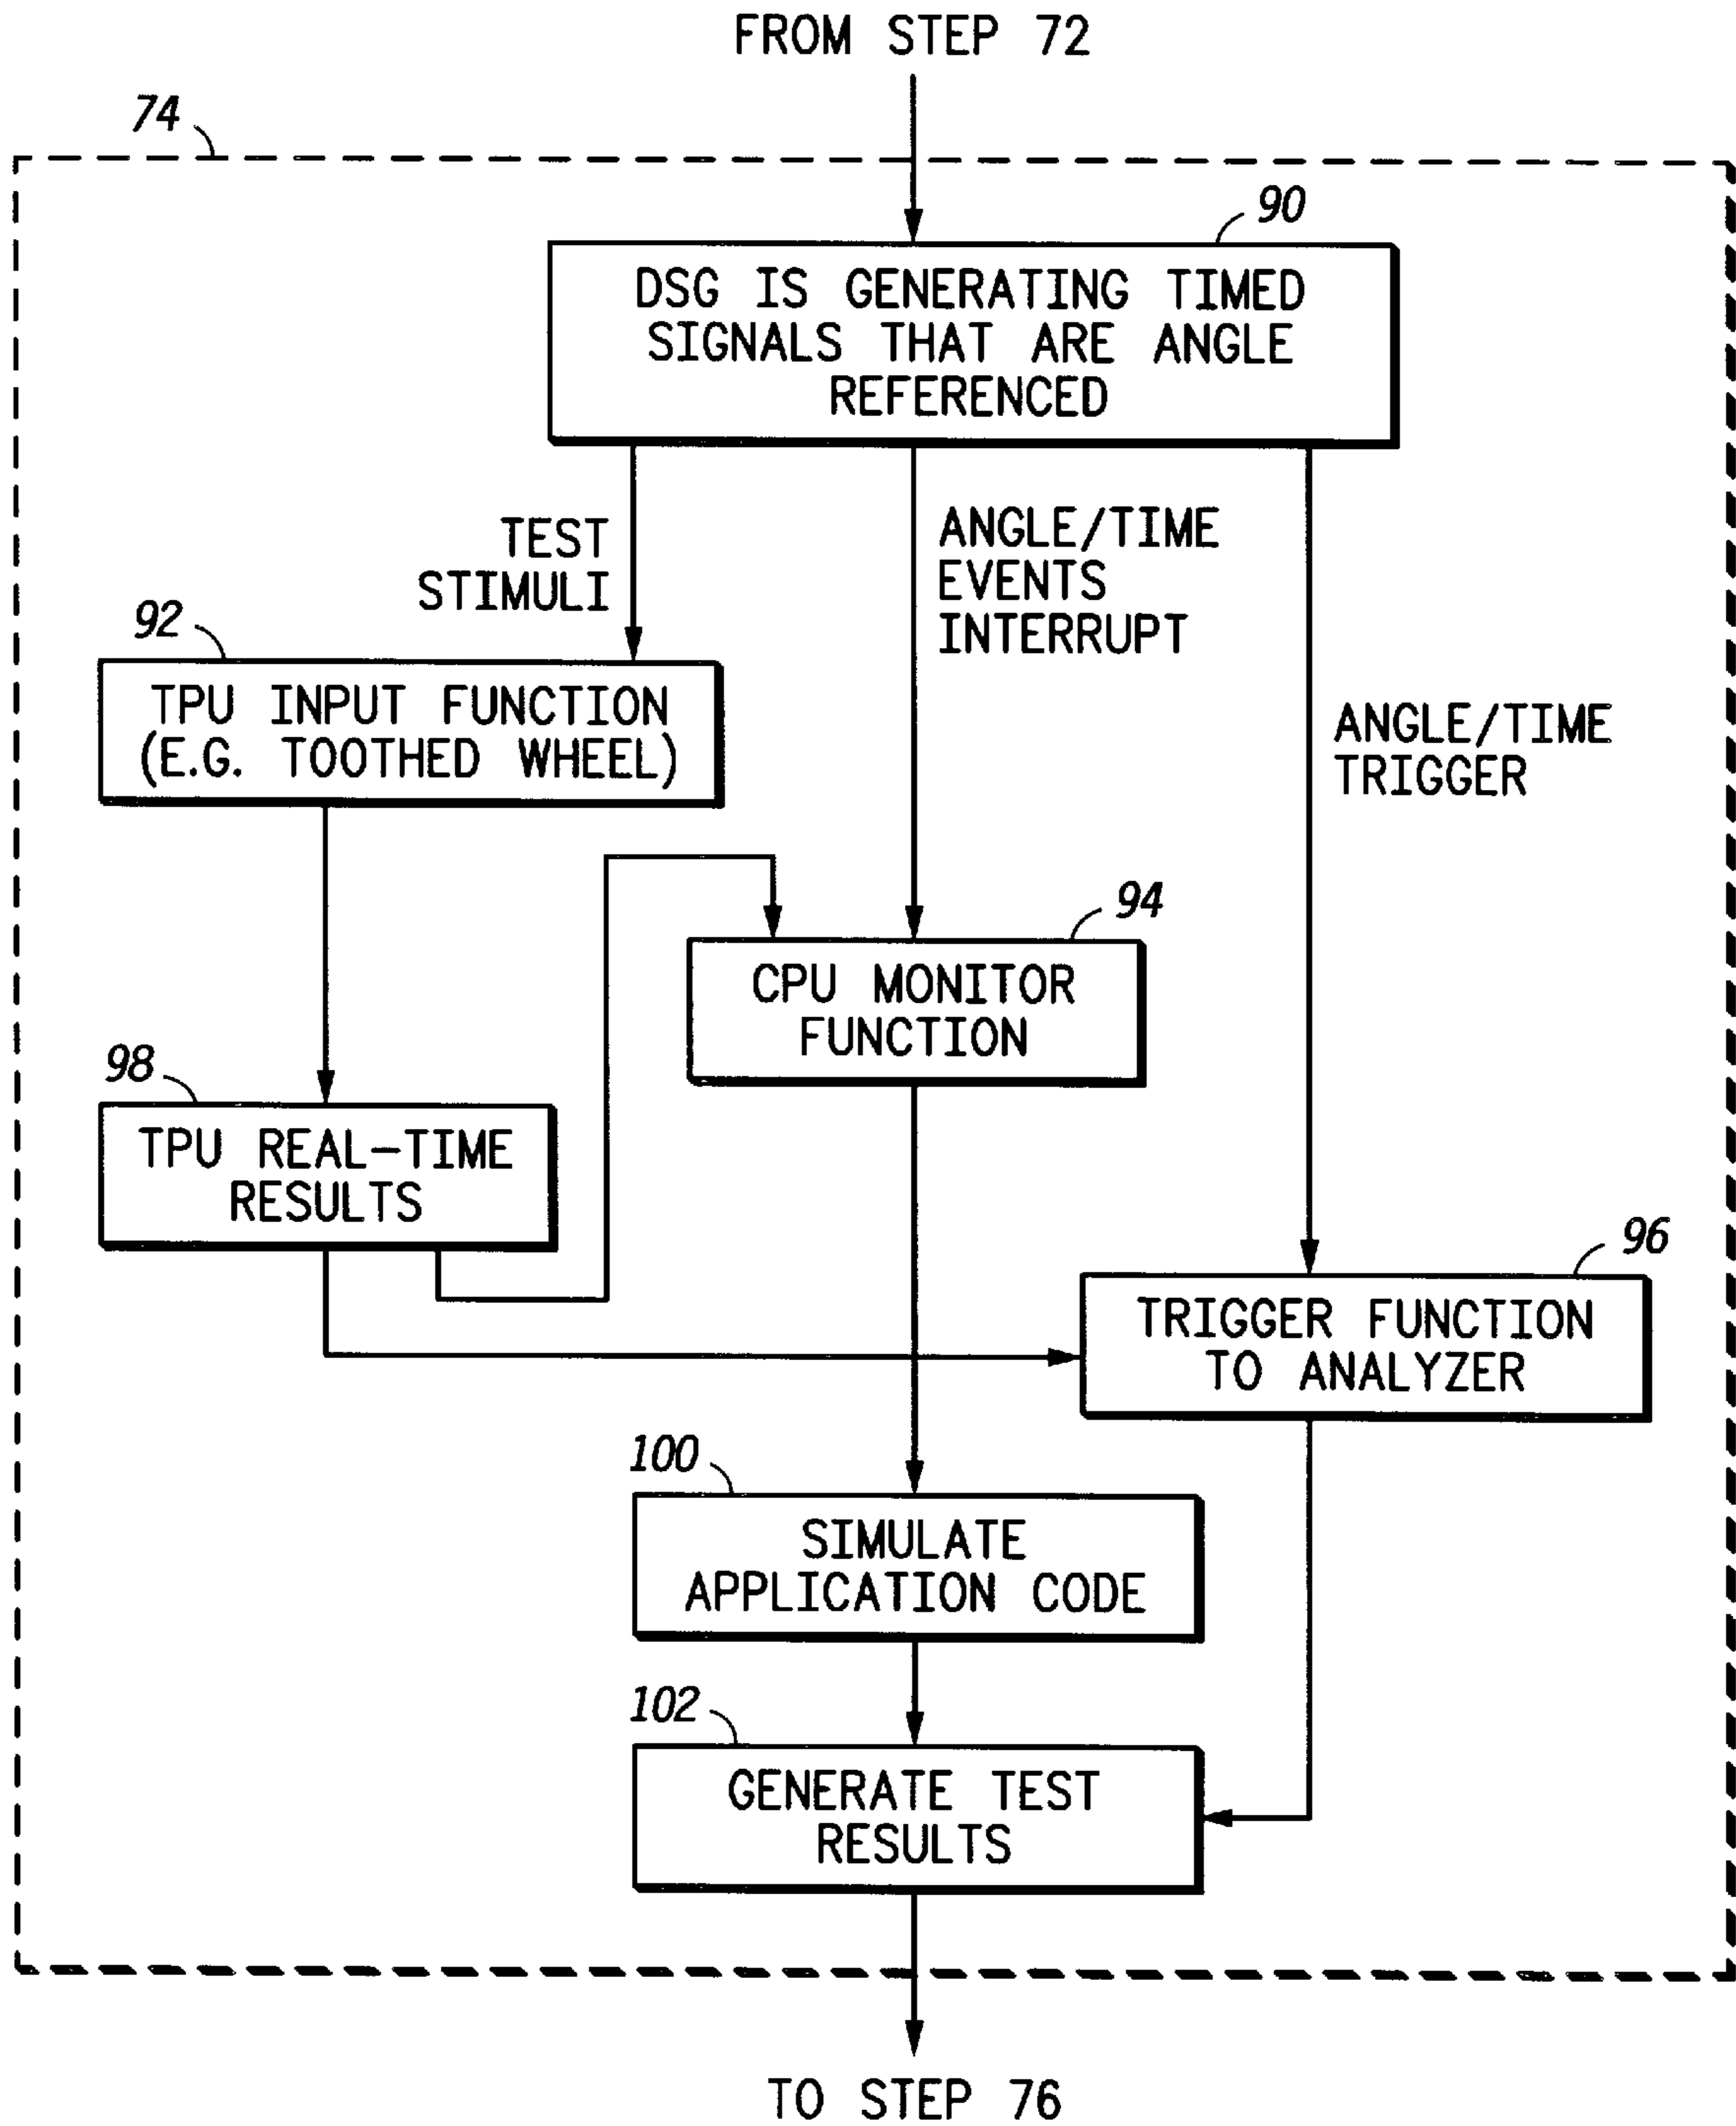 FROM STEP 72
74
90
DSG IS GENERATING TIMED
SIGNALS THAT ARE ANGLE
REFERENCED
TEST
STIMULI
ANGLE/TIME
EVENTS
INTERRUPT
ANGLE/TIME
TRIGGER
92
TPU INPUT FUNCTION
(E.G. TOOTHED WHEEL)
94
CPU MONITOR
FUNCTION
98
TPU REAL-TIME
RESULTS
96
TRIGGER FUNCTION
TO ANALYZER
100
SIMULATE
APPLICATION CODE
102
GENERATE TEST
RESULTS
TO STEP 76